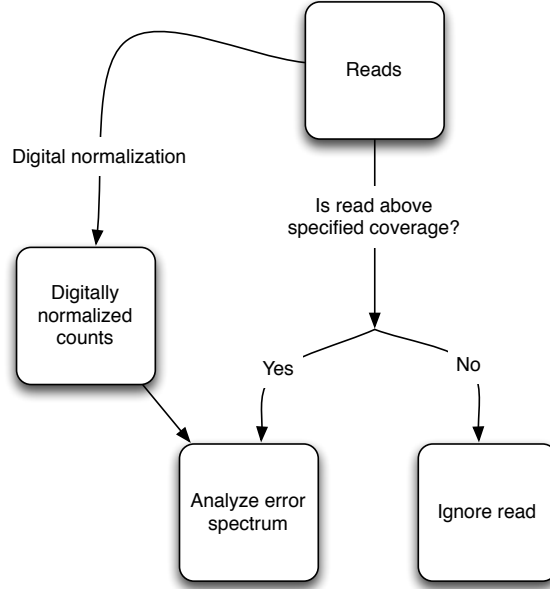 Reads
Digital normalization
Is read above
specified coverage?
Digitally
normalized
counts
Yes
No
Analyze error
spectrum
Ignore read